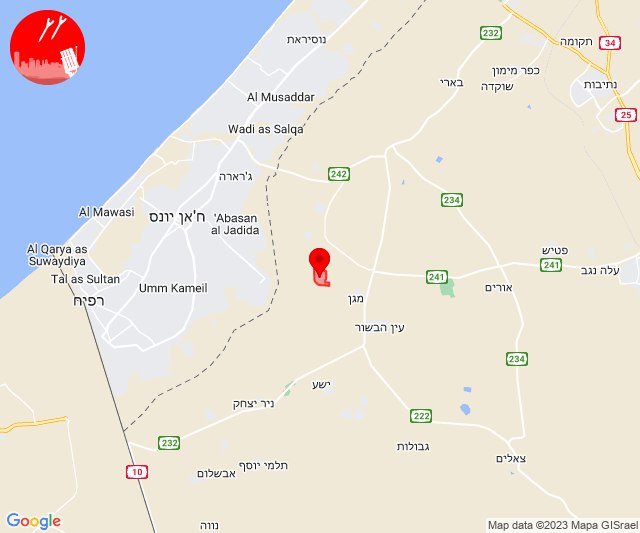 נוסיראת
232
תקומה
34
כפר מימון
שוקדה
נתיבות
בארי
Al Musaddar
25
Wadi as Salqa
ג'רארה
242
234
Al Mawasi
ח'אן יונס
'Abasan
al Jadida
Al Qarya as
Suwaydiya
פטיש
241
עלה נגב
Tal as Sultan
241
אורים
Umm Kameil
רפיח
מגן
עין הבשור
234
ישע
ניר יצחק
222
232
גבולות
10
תלמי יוסף
אבשלום
צאלים
נווה
Google
Map data ©2023 Mapa GISrael